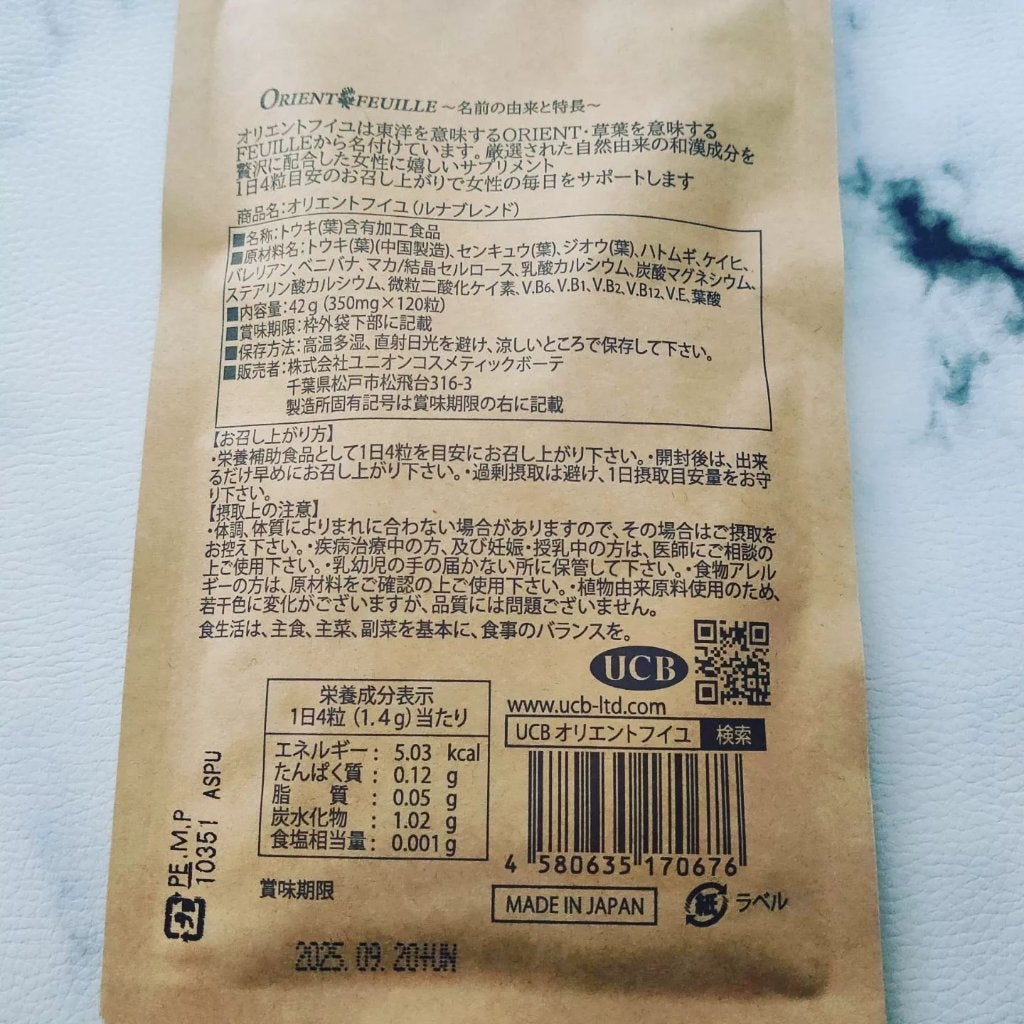 ORIENT FEUILLE ～名前の由来と特長～
オリエントフイユは東洋を意味するORIENT・草葉を意味する
FEUILLEから名付けています。厳選された自然由来の和漢成分を
贅沢に配合した女性に嬉しいサプリメント
1日4粒目安のお召し上がりで女性の毎日をサポートします
商品名:オリエントフイユ(ルナブレンド)
■名称:トウキ(葉)含有加工食品
■原材料名:トウキ(葉)(中国製造)、センキュウ(葉)、ジオウ(葉)、ハトムギ、ケイヒ、
バレリアン、ベニバナ、マカ/結晶セルロース、乳酸カルシウム、炭酸マグネシウム、
ステアリン酸カルシウム、微粒二酸化ケイ素、V.B6、V.B1、V.B2、V.B12、V.E、葉酸
■内容量:42g(350mg×120粒)
■賞味期限:枠外袋下部に記載
■保存方法:高温多湿、直射日光を避け、涼しいところで保存して下さい。
■販売者:株式会社ユニオンコスメティックボーテ
千葉県松戸市松飛台316-3
製造所固有記号は賞味期限の右に記載
【お召し上がり方】
・栄養補助食品として1日4粒を目安にお召し上がり下さい。・開封後は、出来
るだけ早めにお召し上がり下さい。・過剰摂取は避け、1日摂取目安量をお守
り下さい。
【摂取上の注意】
・体調、体質によりまれに合わない場合がありますので、その場合はご摂取を
お控え下さい。・疾病治療中の方、及び妊娠・授乳中の方は、医師にご相談の
上ご使用下さい。・乳幼児の手の届かない所に保管して下さい。・食物アレル
ギーの方は、原材料をご確認の上ご使用下さい。・植物由来原料使用のため、
若干色に変化がございますが、品質には問題ございません。
食生活は、主食、主菜、副菜を基本に、食事のバランスを。
UCB
www.ucb-ltd.com
UCB オリエントフイユ 検索
栄養成分表示
1日4粒(1.4g)当たり
エネルギー: 5.03 kcal
たんぱく質: 0.12 g
脂 質: 0.05 g
炭水化物: 1.02 g
食塩相当量: 0.001g
4 580635 170676
MADE IN JAPAN
紙 ラベル
賞味期限
2025.09.20+UN
プラ PE.M,P
10351 ASPU